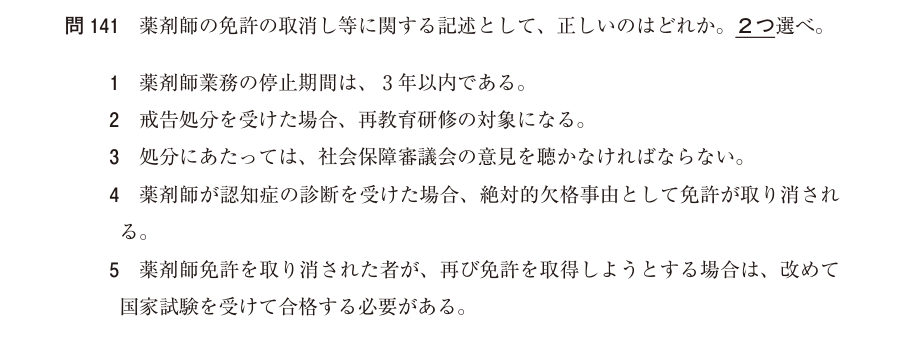 問 141　薬剤師の免許の取消し等に関する記述として、正しいのはどれか。２つ選べ。
1　薬剤師業務の停止期間は、３年以内である。
2　戒告処分を受けた場合、再教育研修の対象になる。
3　処分にあたっては、社会保障審議会の意見を聴かなければならない。
4　薬剤師が認知症の診断を受けた場合、絶対的欠格事由として免許が取り消され
る。
5　薬剤師免許を取り消された者が、再び免許を取得しようとする場合は、改めて
国家試験を受けて合格する必要がある。